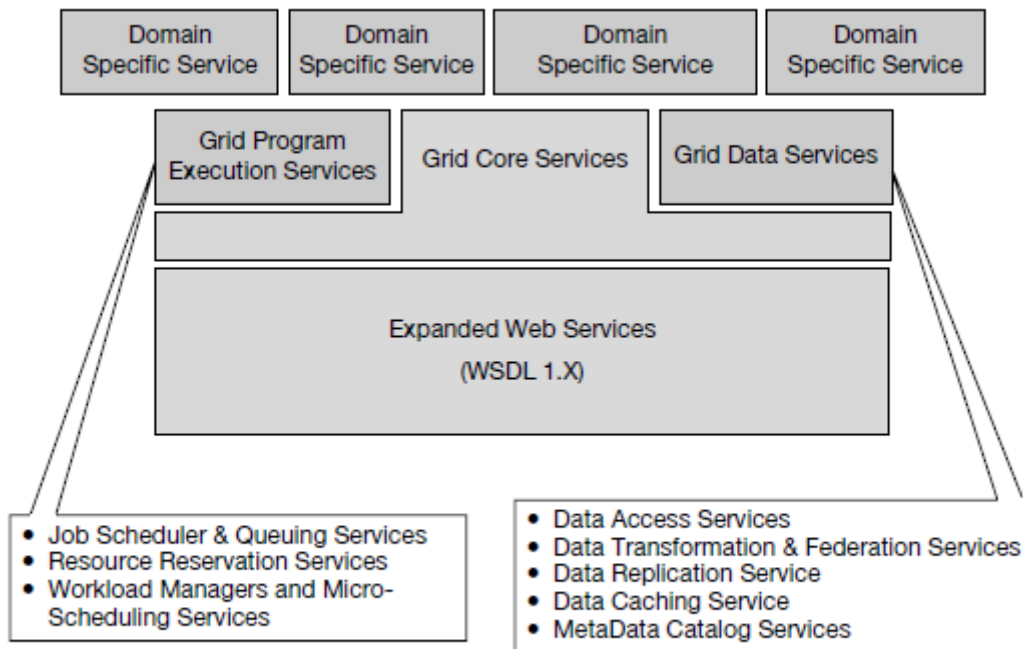 Domain
Specific Service
Domain
Specific Service
Domain
Specific Service
Domain
Specific Service
Grid Program
Execution Services
Grid Core Services
Grid Data Services
Expanded Web Services
(WSDL 1.X)
• Job Scheduler & Queuing Services
• Resource Reservation Services
• Workload Managers and Micro-
Scheduling Services
• Data Access Services
• Data Transformation & Federation Services
• Data Replication Service
• Data Caching Service
• MetaData Catalog Services